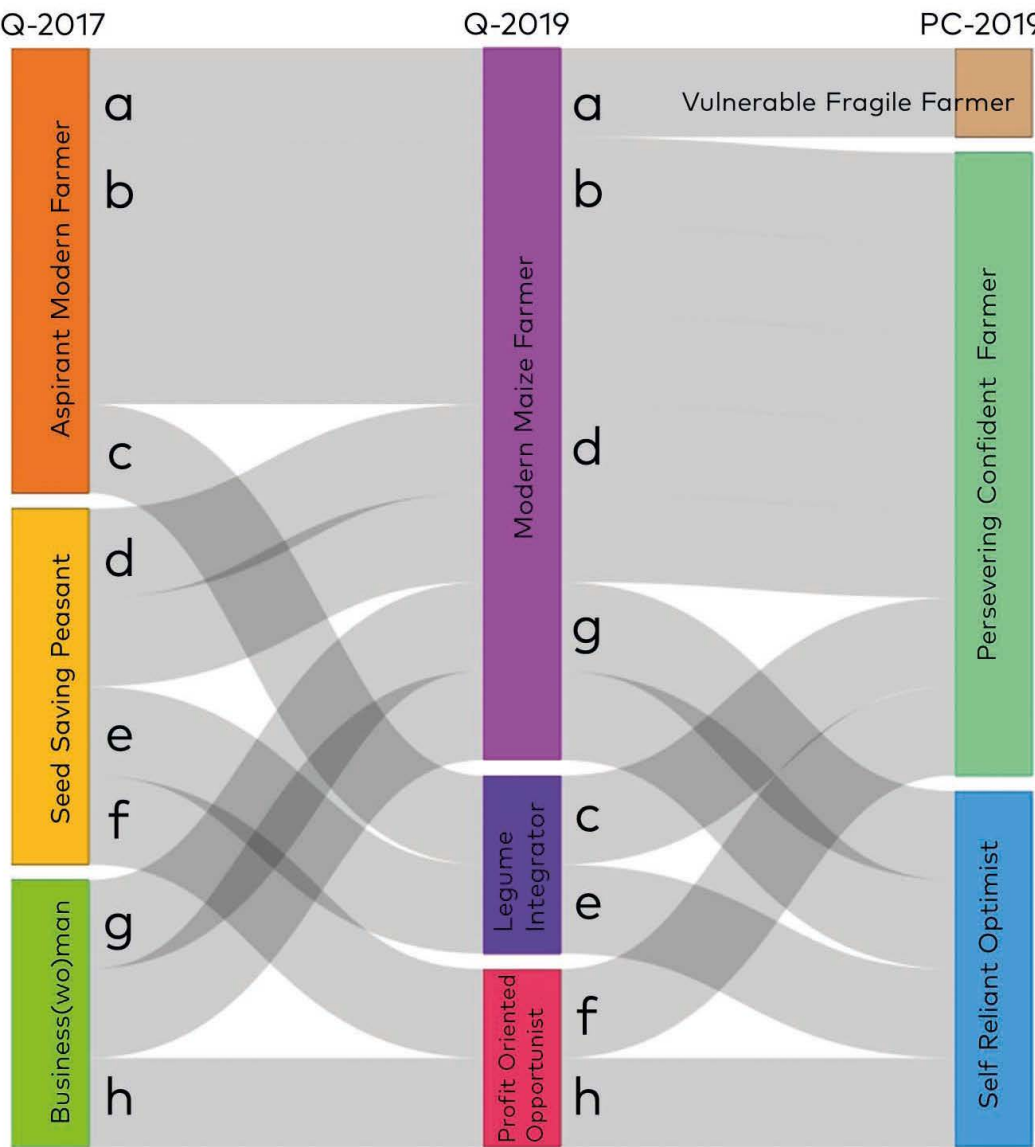 Q-2017
Q-2019
PC-2019
Aspirant Modern Farmer
Seed Saving Peasant
Business(wo)man
a
b
c
d
e
f
g
h
Modern Maize Farmer
Legume
Integrator
Profit Oriented
Opportunist
a
b
d
g
c
e
f
h
Vulnerable Fragile Farmer
Persevering Confident Farmer
Self Reliant Optimist